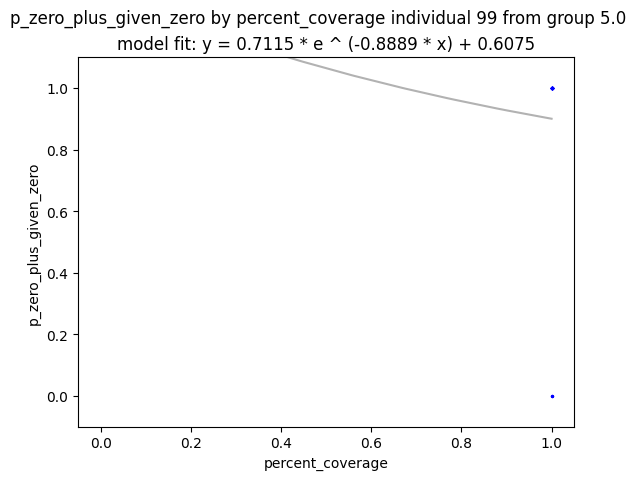 p_zero_plus_given_zero by percent_coverage individual 99 from group 5.0
model fit: y = 0.7115 * e ^ (-0.8889 * x) + 0.6075
1.0
0.8
0.6
0.4
0.2
0.0
p_zero_plus_given_zero
0.0 0.2 0.4 0.6 0.8 1.0
percent_coverage